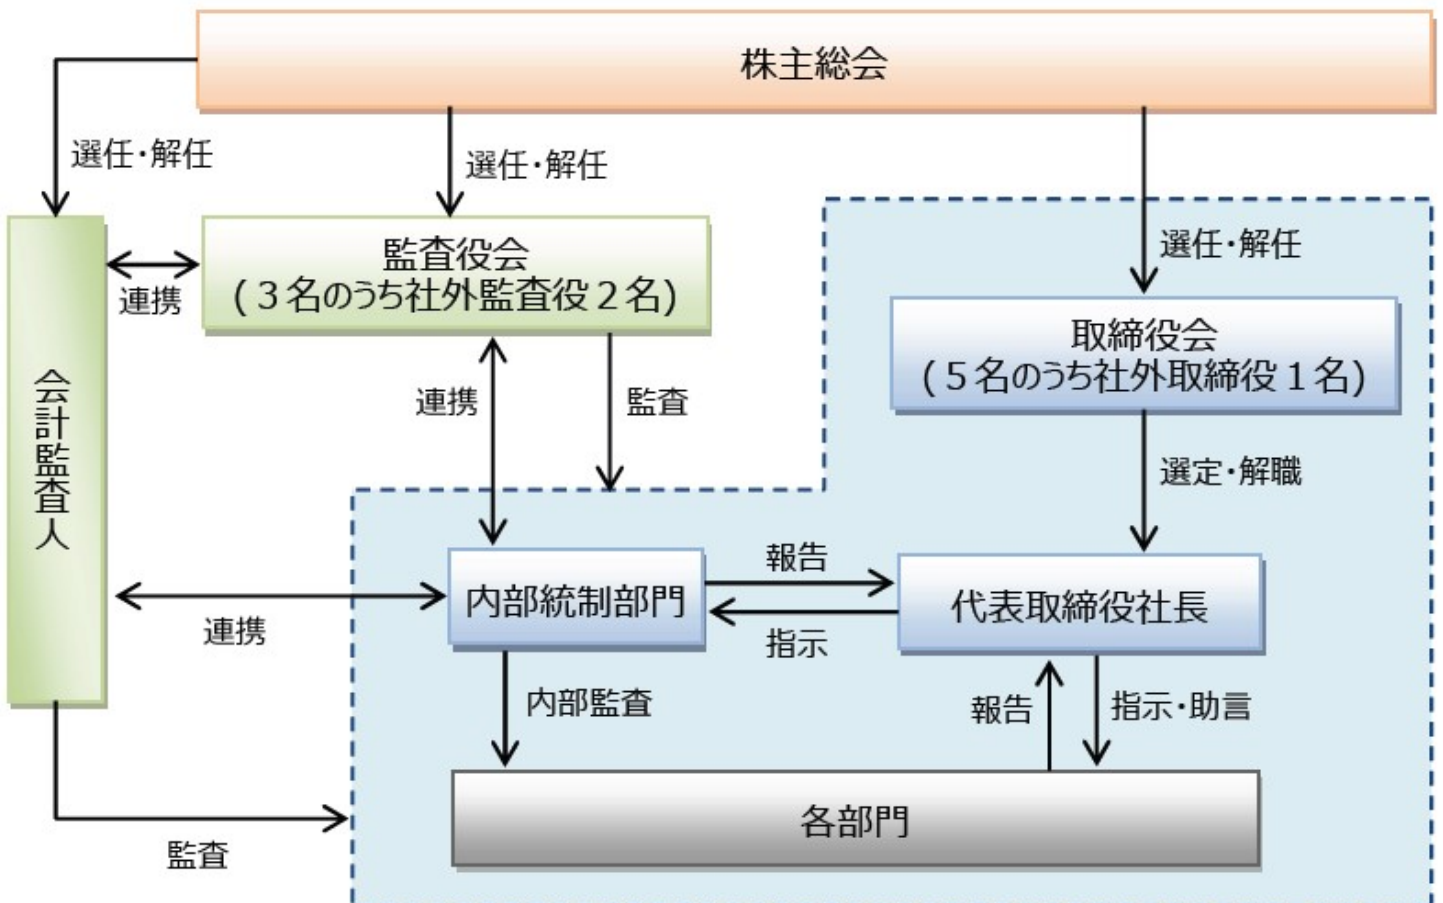 株主総会
選任・解任
選任・解任
選任・解任
監査役会
(３名のうち社外監査役２名)
連携
取締役会
(５名のうち社外取締役１名)
会計監査人
連携
監査
選定・解職
内部統制部門
報告
指示
代表取締役社長
連携
内部監査
報告
指示・助言
各部門
監査